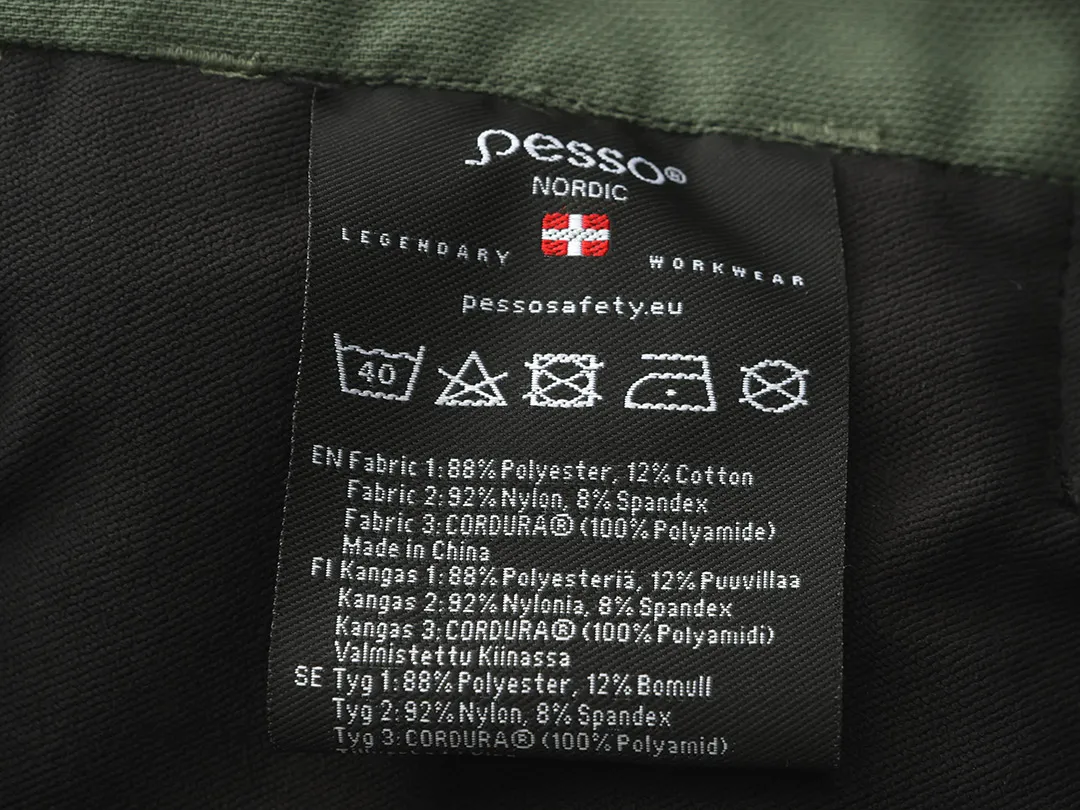 pesso®
NORDIC
LEGENDARY WORKWEAR
pessosafety.eu
40
EN Fabric 1: 88% Polyester, 12% Cotton
Fabric 2: 92% Nylon, 8% Spandex
Fabric 3: CORDURA® (100% Polyamide)
Made in China
FI Kangas 1: 88% Polyesteriä, 12% Puuvillaa
Kangas 2: 92% Nylonia, 8% Spandex
Kangas 3: CORDURA® (100% Polyamidi)
Valmistettu Kiinassa
SE Tyg 1: 88% Polyester, 12% Bomull
Tyg 2: 92% Nylon, 8% Spandex
Tyg 3: CORDURA® (100% Polyamid)